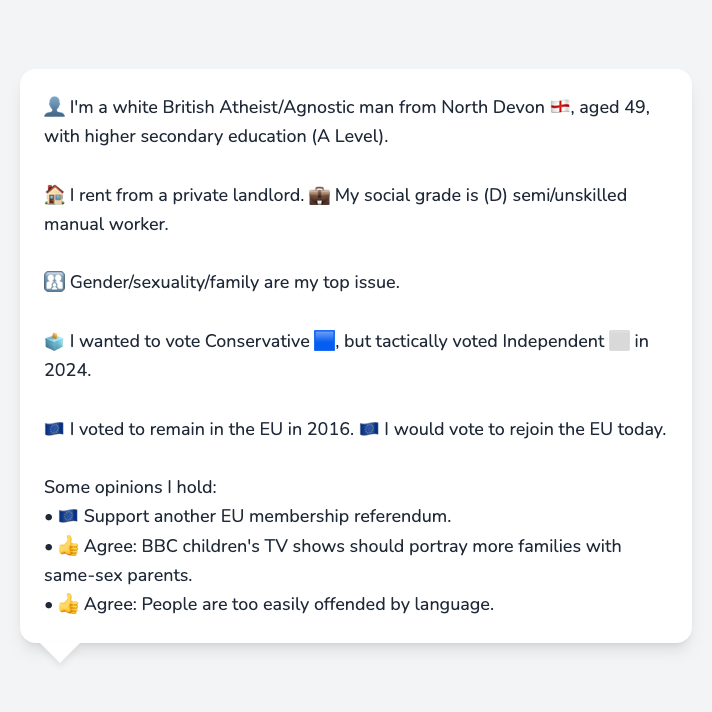 👤 I'm a white British Atheist/Agnostic man from North Devon 🏴󠁧󠁢󠁥󠁮󠁧󠁿, aged 49,
with higher secondary education (A Level).
🏠 I rent from a private landlord. 💼 My social grade is (D) semi/unskilled
manual worker.
🚻 Gender/sexuality/family are my top issue.
🗳️ I wanted to vote Conservative 🟦, but tactically voted Independent ⬜ in
2024.
🇪🇺 I voted to remain in the EU in 2016. 🇪🇺 I would vote to rejoin the EU today.
Some opinions I hold:
• 🇪🇺 Support another EU membership referendum.
• 👍 Agree: BBC children's TV shows should portray more families with
same-sex parents.
• 👍 Agree: People are too easily offended by language.